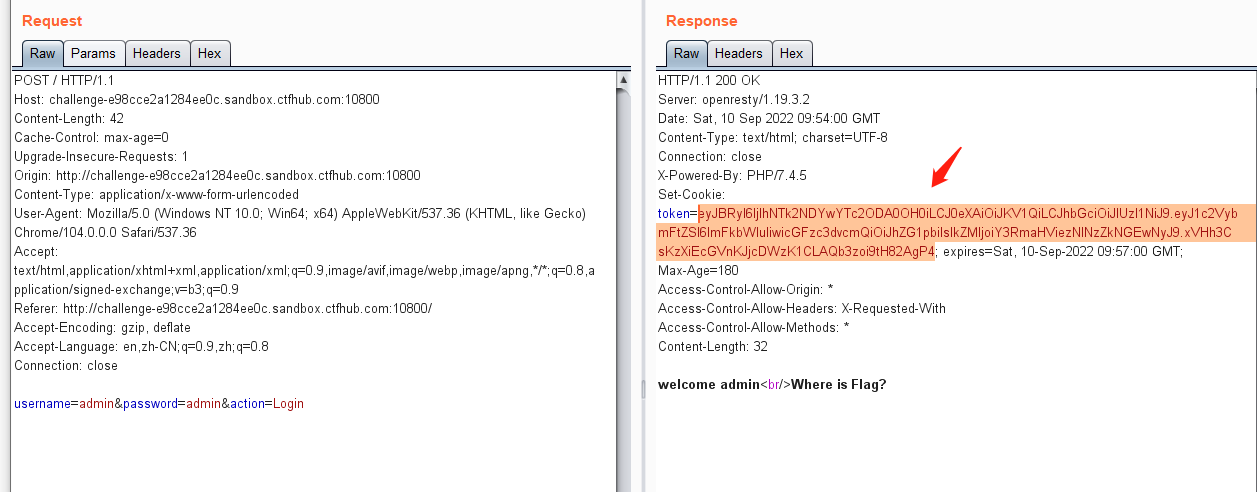 Request
Raw Params Headers Hex
POST / HTTP/1.1
Host: challenge-e98cce2a1284ee0c.sandbox.ctfhub.com:10800
Content-Length: 42
Cache-Control: max-age=0
Upgrade-Insecure-Requests: 1
Origin: http://challenge-e98cce2a1284ee0c.sandbox.ctfhub.com:10800
Content-Type: application/x-www-form-urlencoded
User-Agent: Mozilla/5.0 (Windows NT 10.0; Win64; x64) AppleWebKit/537.36 (KHTML, like Gecko)
Chrome/104.0.0.0 Safari/537.36
Accept:
text/html,application/xhtml+xml,application/xml;q=0.9,image/avif,image/webp,image/apng,*/*;q=0.8,a
pplication/signed-exchange;v=b3;q=0.9
Referer: http://challenge-e98cce2a1284ee0c.sandbox.ctfhub.com:10800/
Accept-Encoding: gzip, deflate
Accept-Language: en,zh-CN;q=0.9,zh;q=0.8
Connection: close
username=admin&password=admin&action=Login
Response
Raw Headers Hex
HTTP/1.1 200 OK
Server: openresty/1.19.3.2
Date: Sat, 10 Sep 2022 09:54:00 GMT
Content-Type: text/html; charset=UTF-8
Connection: close
X-Powered-By: PHP/7.4.5
Set-Cookie:
token=eyJBRyI6IjlhNTk2NDYwYTc2ODA0OH0iLCJ0eXAiOiJKV1QiLCJhbGciOiJIUzI1NiJ9.eyJ1c2Vyb
mFtZSI6ImFkbWluIiwicGFzc3dvcmQiOiJhZG1pbiIsIkZMIjoiY3RmaHViezNlNzZkNGEwNyJ9.xVHh3C
sKzXiEcGVnKJjcDWzK1CLAQb3zoi9tH82AgP4; expires=Sat, 10-Sep-2022 09:57:00 GMT;
Max-Age=180
Access-Control-Allow-Origin: *
Access-Control-Allow-Headers: X-Requested-With
Access-Control-Allow-Methods: *
Content-Length: 32
welcome admin<br/>Where is Flag?